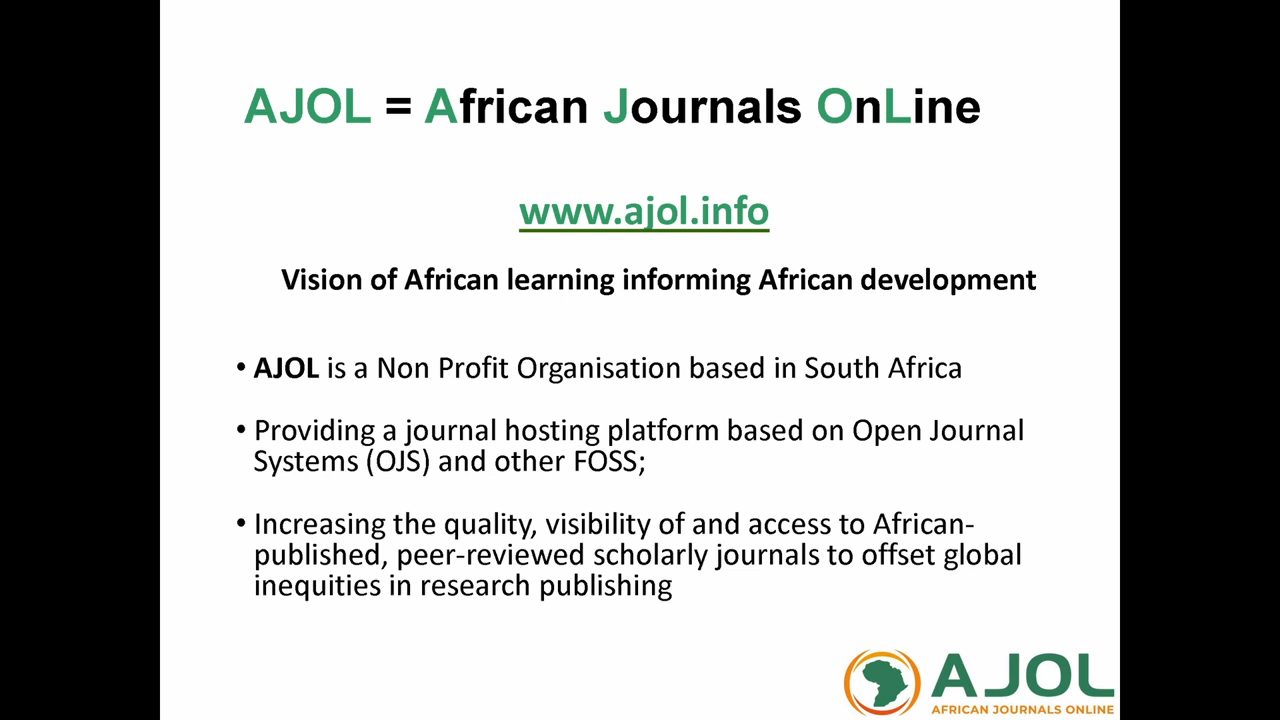 AJOL = African Journals OnLine
www.ajol.info
Vision of African learning informing African development
• AJOL is a Non Profit Organisation based in South Africa
• Providing a journal hosting platform based on Open Journal
Systems (OJS) and other FOSS;
• Increasing the quality, visibility of and access to African-
published, peer-reviewed scholarly journals to offset global
inequities in research publishing
AJOL
AFRICAN JOURNALS ONLINE